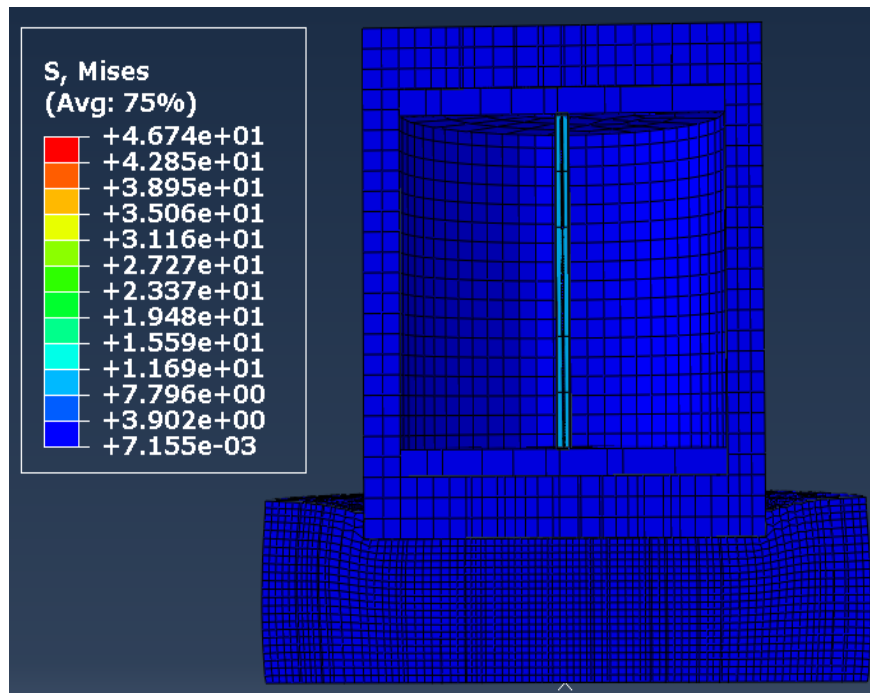 S, Mises
(Avg: 75%)
+4.674e+01
+4.285e+01
+3.895e+01
+3.506e+01
+3.116e+01
+2.727e+01
+2.337e+01
+1.948e+01
+1.559e+01
+1.169e+01
+7.796e+00
+3.902e+00
+7.155e-03